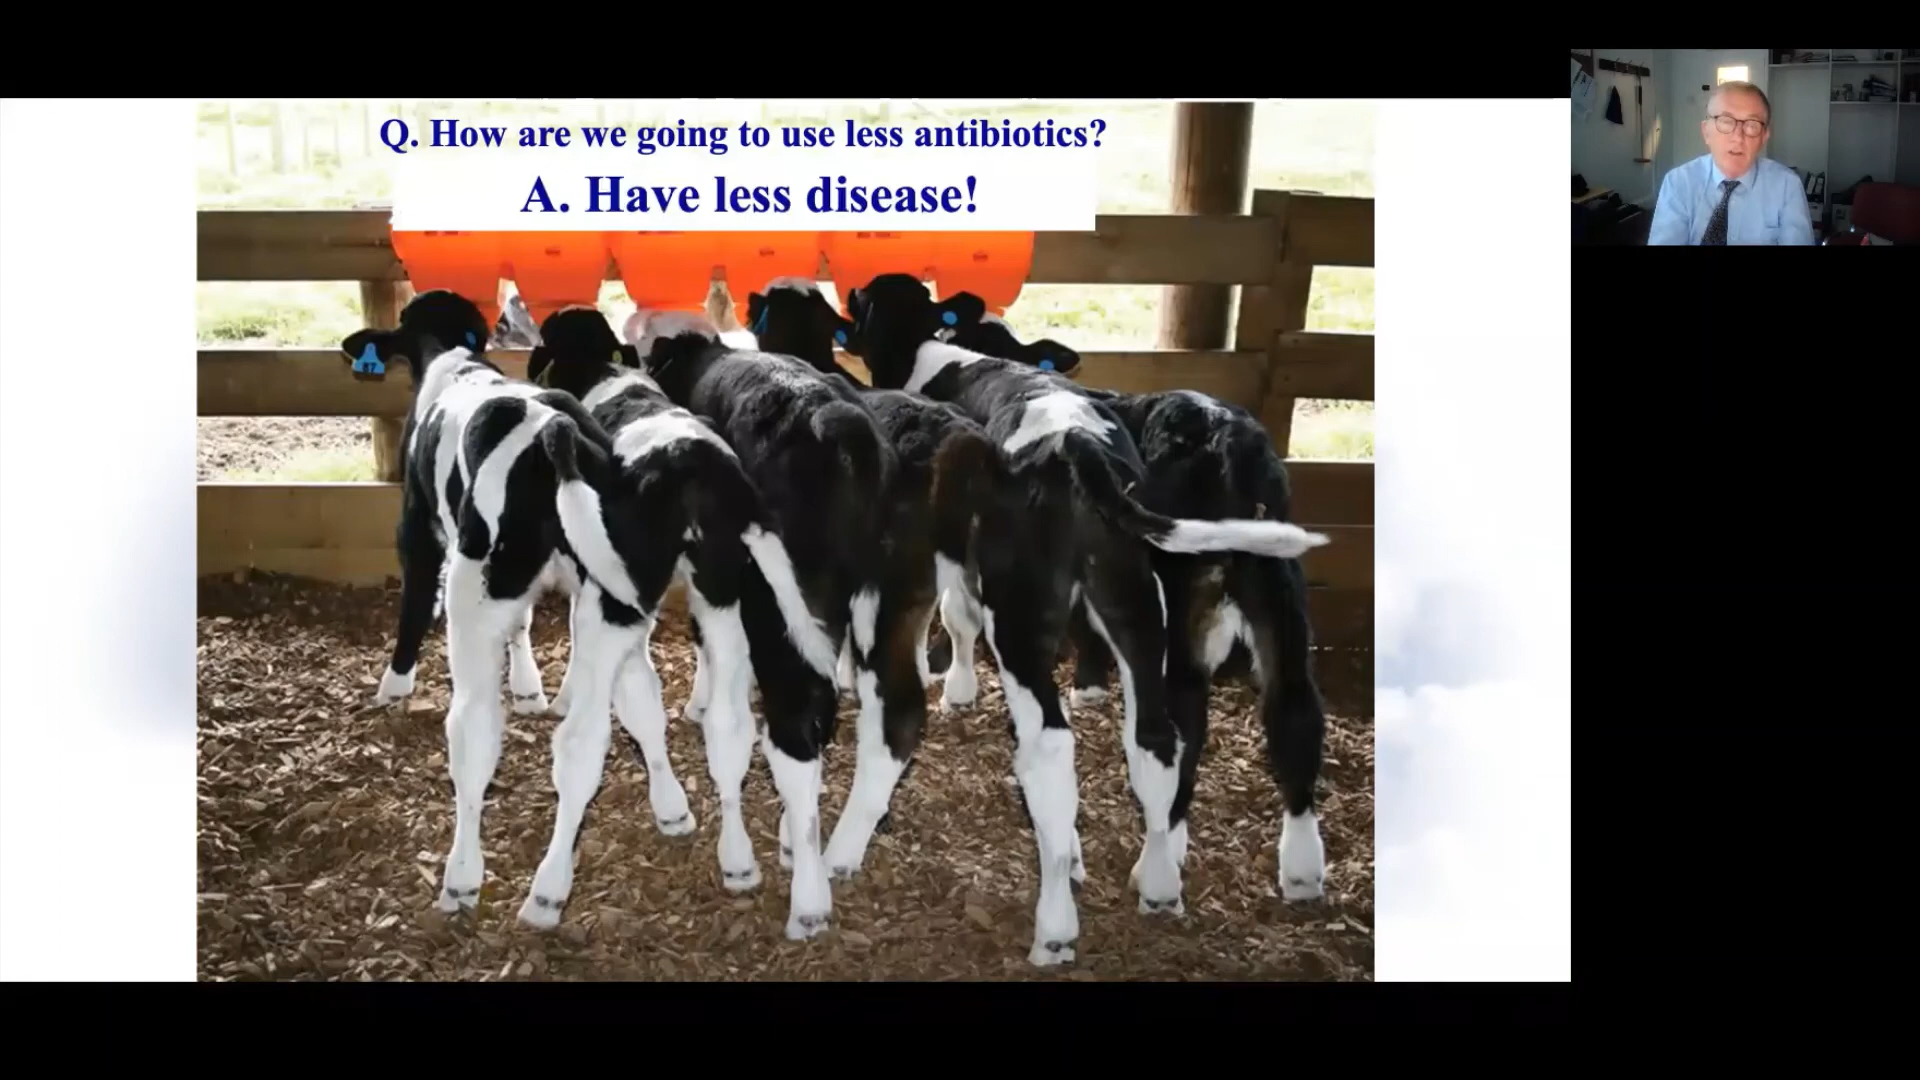 Q. How are we going to use less antibiotics?
A. Have less disease!